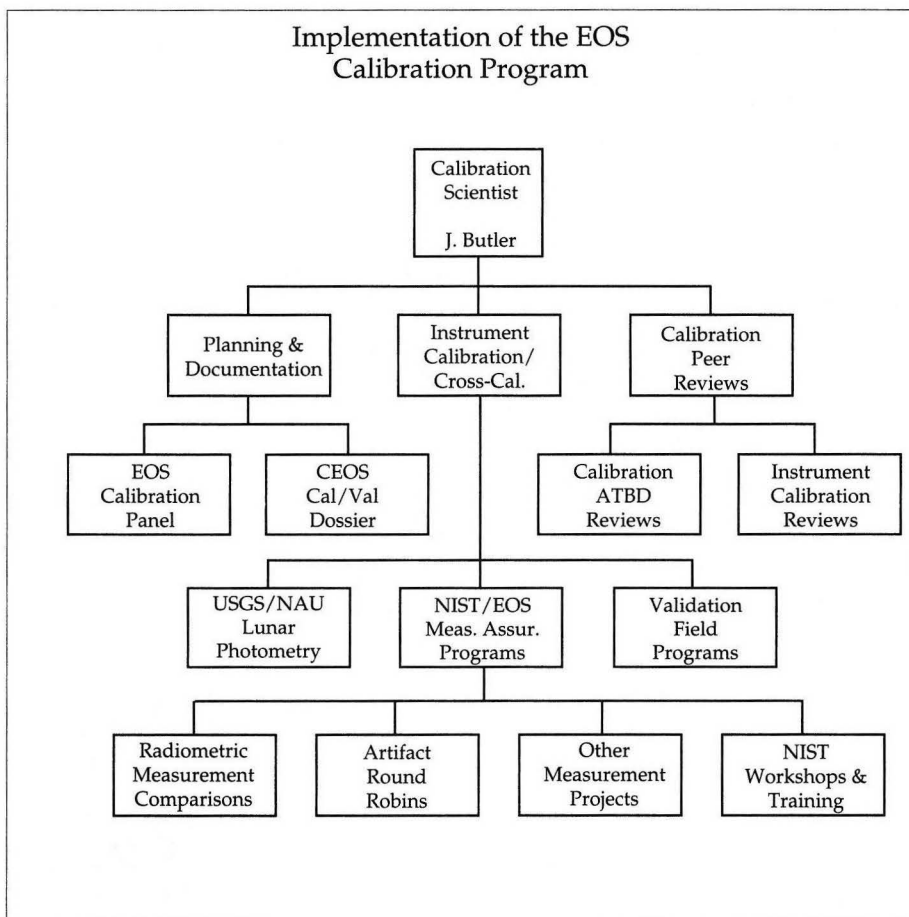 Implementation of the EOS
Calibration Program
Calibration
Scientist
J. Butler
Planning &
Documentation
Instrument
Calibration/
Cross-Cal.
Calibration
Peer
Reviews
EOS
Calibration
Panel
CEOS
Cal/Val
Dossier
Calibration
ATBD
Reviews
Instrument
Calibration
Reviews
USGS/NAU
Lunar
Photometry
NIST/EOS
Meas. Assur.
Programs
Validation
Field
Programs
Radiometric
Measurement
Comparisons
Artifact
Round
Robins
Other
Measurement
Projects
NIST
Workshops &
Training